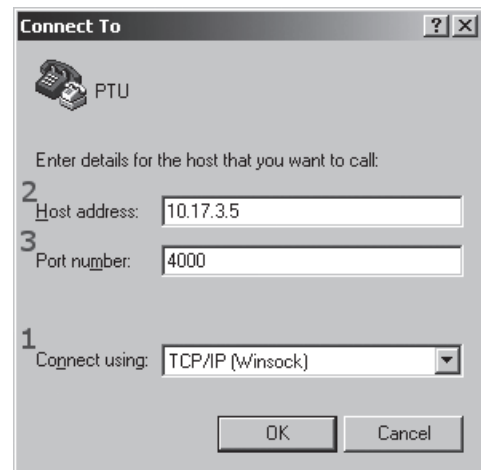 Connect To
? ×
PTU
Enter details for the host that you want to call:
2
Host address: 10.17.3.5
3
Port number: 4000
1
Connect using: TCP/IP (Winsock)
OK Cancel